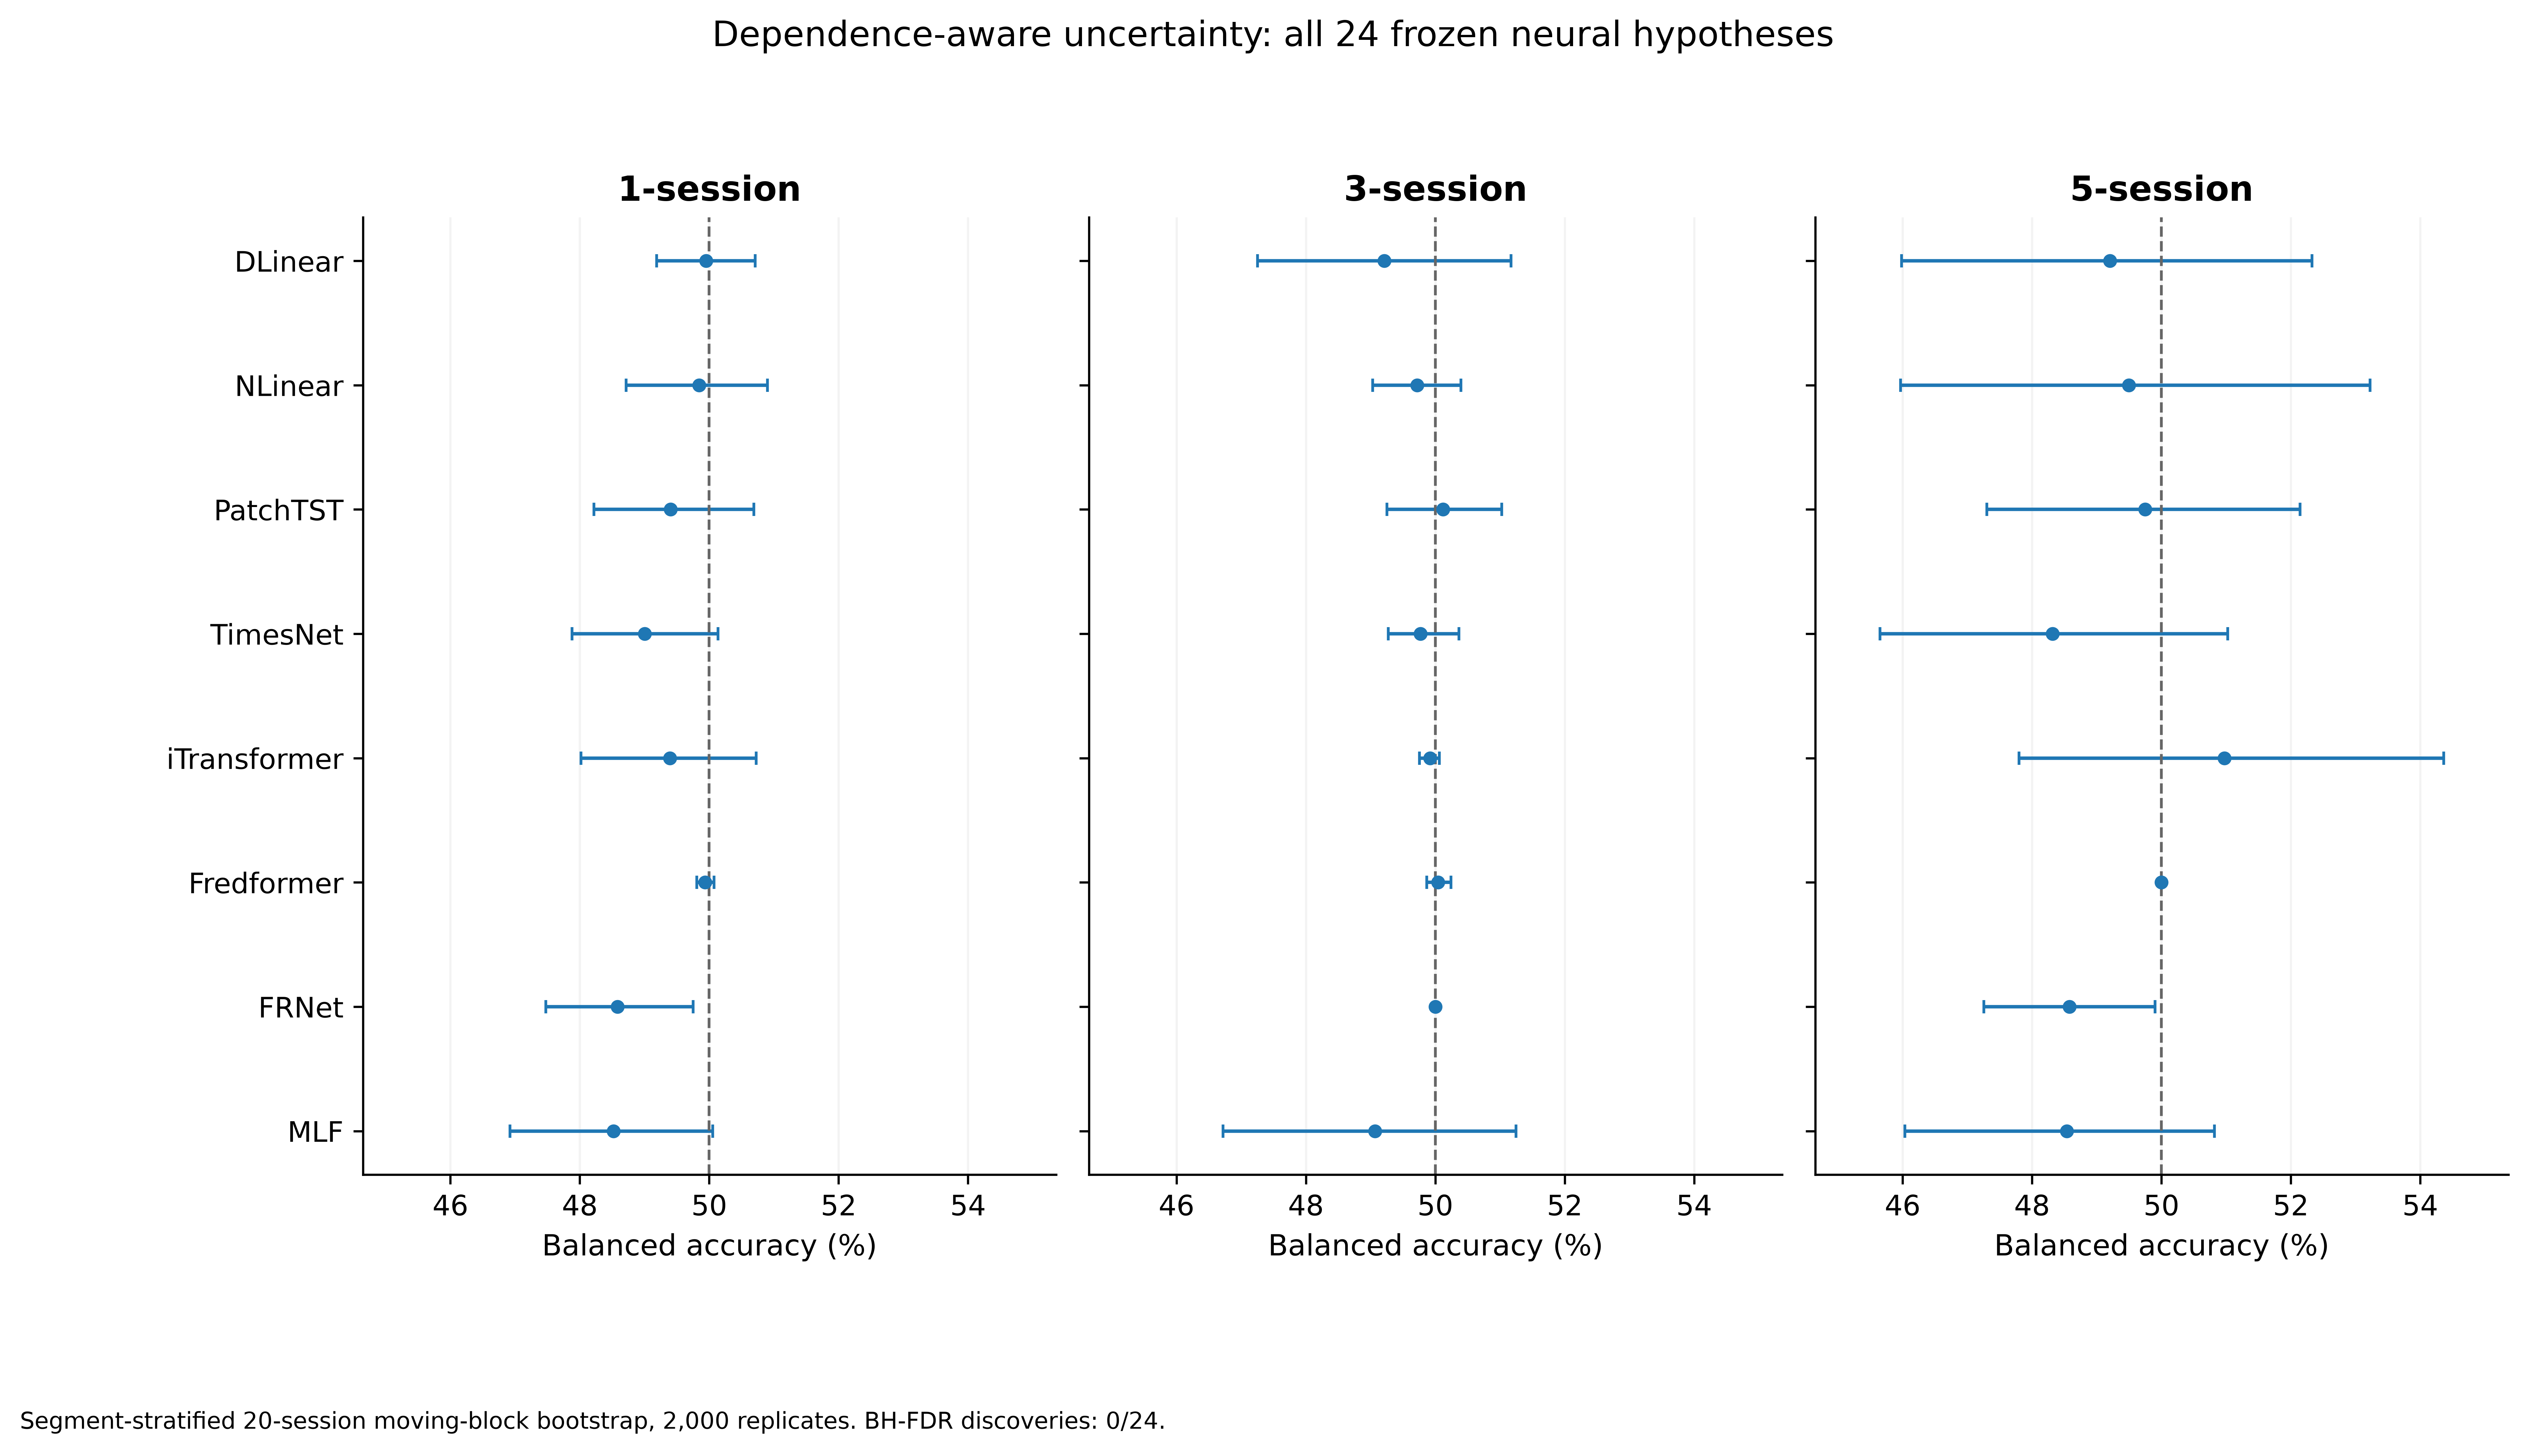 Dependence-aware uncertainty: all 24 frozen neural hypotheses
1-session
3-session
5-session
DLinear
NLinear
PatchTST
TimesNet
iTransformer
Fredformer
FRNet
MLF
46 48 50 52 54
46 48 50 52 54
46 48 50 52 54
Balanced accuracy (%)
Balanced accuracy (%)
Balanced accuracy (%)
Segment-stratified 20-session moving-block bootstrap, 2,000 replicates. BH-FDR discoveries: 0/24.